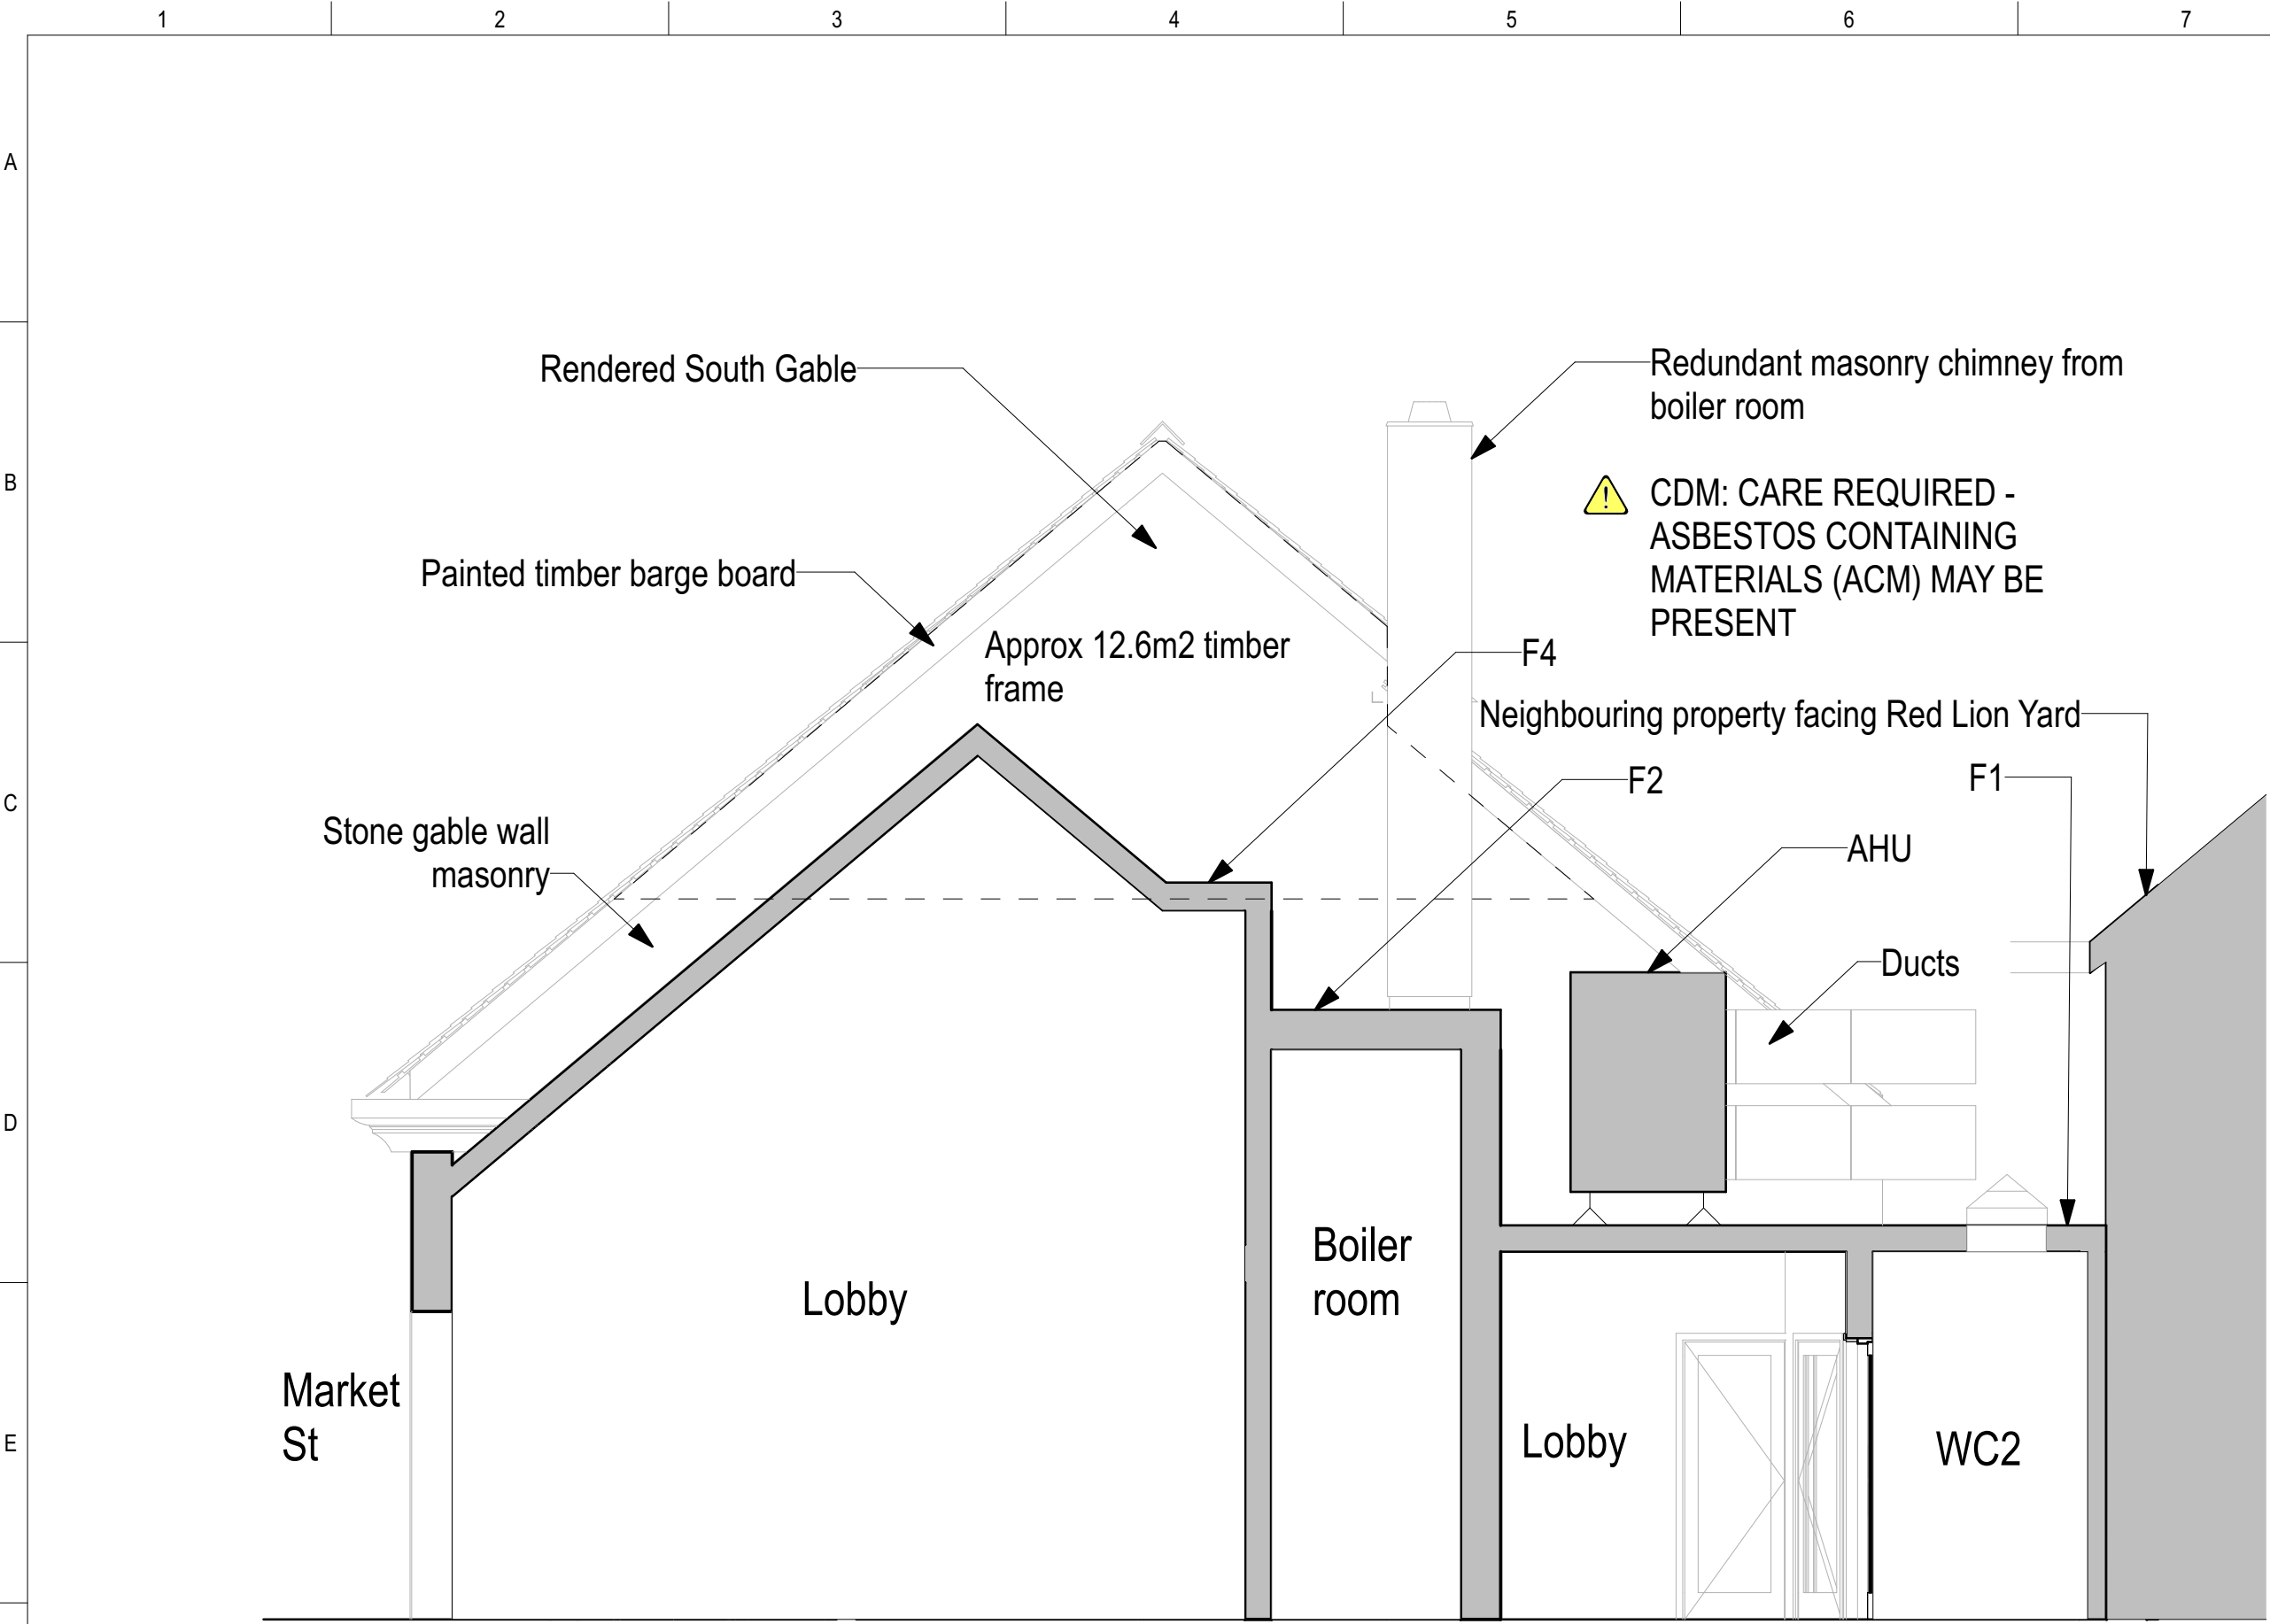 1 2 3 4 5 6 7
A
Rendered South Gable
Redundant masonry chimney from
boiler room
B
CDM: CARE REQUIRED -
ASBESTOS CONTAINING
MATERIALS (ACM) MAY BE
PRESENT
Painted timber barge board
Approx 12.6m2 timber
frame
F4
Neighbouring property facing Red Lion Yard
F2
F1
C
Stone gable wall
masonry
AHU
Ducts
D
Boiler
room
Lobby
Market
St
E
Lobby
WC2